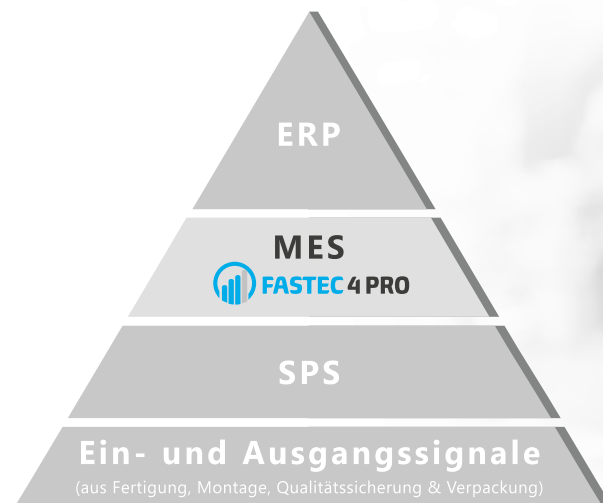 ERP
MES
FASTEC 4 PRO
SPS
Ein- und Ausgangssignale
(aus Fertigung, Montage, Qualitätssicherung & Verpackung)